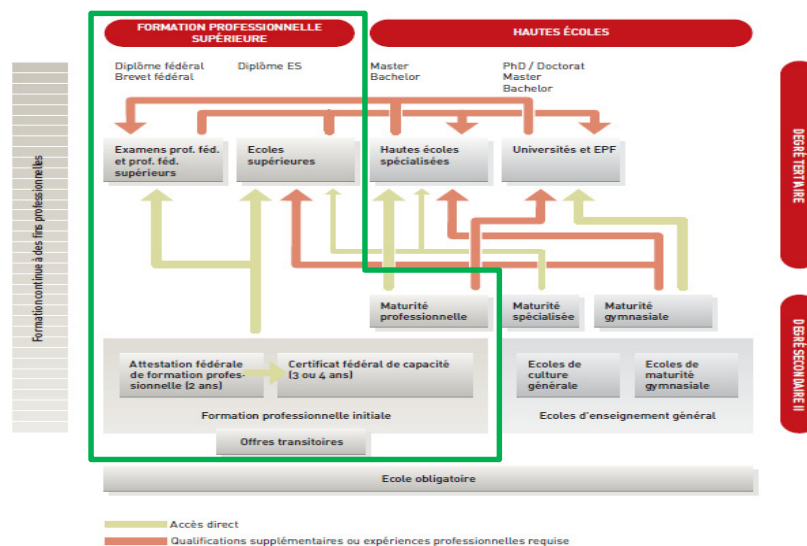 FORMATION PROFESSIONNELLE
SUPÉRIEURE
HAUTES ÉCOLES
Diplôme fédéral
Brevet fédéral
Diplôme ES
Master
Bachelor
PhD / Doctorat
Master
Bachelor
Examens prof. féd.
et prof. féd.
supérieurs
Ecoles
supérieures
Hautes écoles
spécialisées
Universités et EPF
DEGRÉ TERTIAIRE
Formation continue à des fins professionnelles
Maturité
professionnelle
Maturité
spécialisée
Maturité
gymnasiale
DEGRÉ SECONDAIRE II
Attestation fédérale
de formation profes-
sionnelle (2 ans)
Certificat fédéral de capacité
(3 ou 4 ans)
Ecoles de
culture
générale
Ecoles de
maturité
gymnasiale
Formation professionnelle initiale
Ecoles d'enseignement général
Offres transitoires
Ecole obligatoire
Accès direct
Qualifications supplémentaires ou expériences professionnelles requise